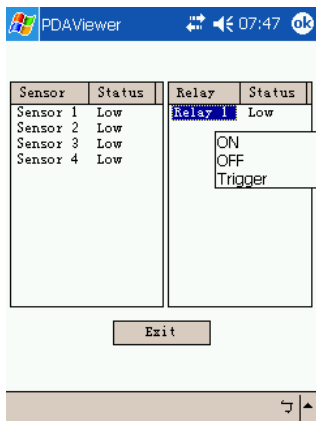 PDAViewer 07:47 ok
Sensor Status Relay Status
Sensor 1 Low Relay 1 Low
Sensor 2 Low
Sensor 3 Low
Sensor 4 Low
ON
OFF
Trigger
Exit